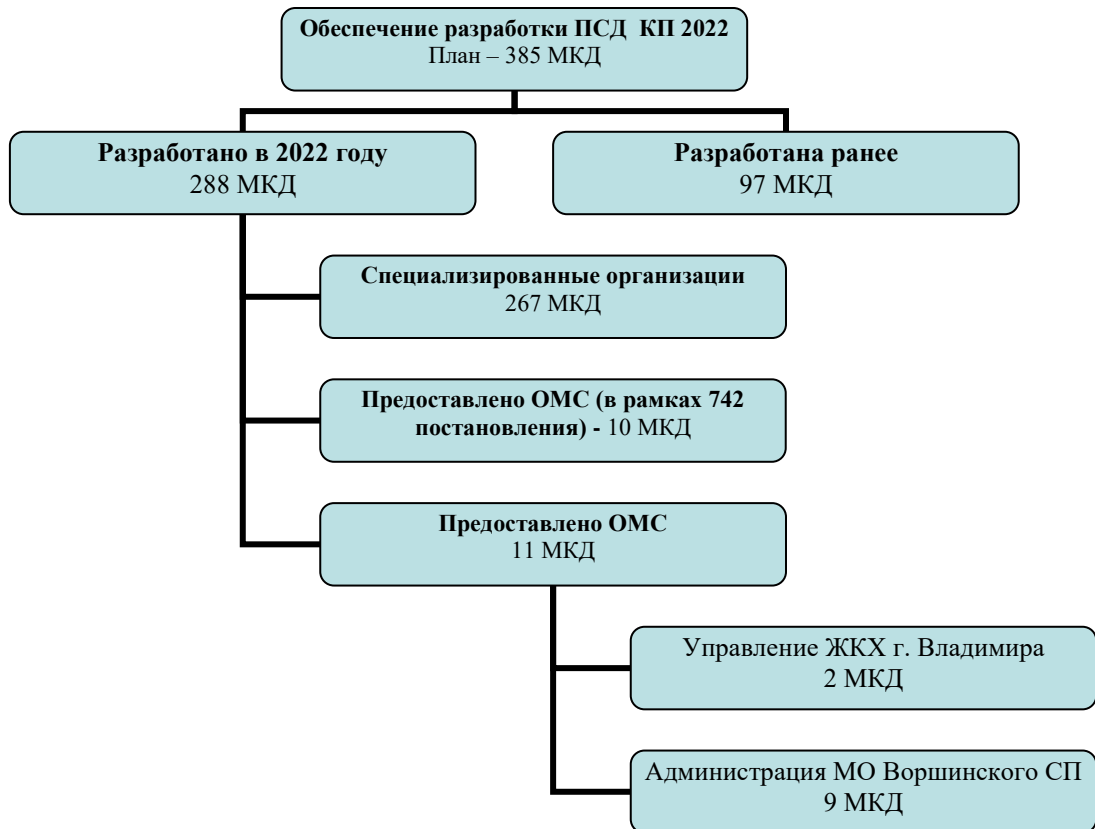 Обеспечение разработки ПСД КП 2022
План – 385 МКД
Разработано в 2022 году
288 МКД
Разработана ранее
97 МКД
Специализированные организации
267 МКД
Предоставлено ОМС (в рамках 742
постановления) - 10 МКД
Предоставлено ОМС
11 МКД
Управление ЖКХ г. Владимира
2 МКД
Администрация МО Воршинского СП
9 МКД